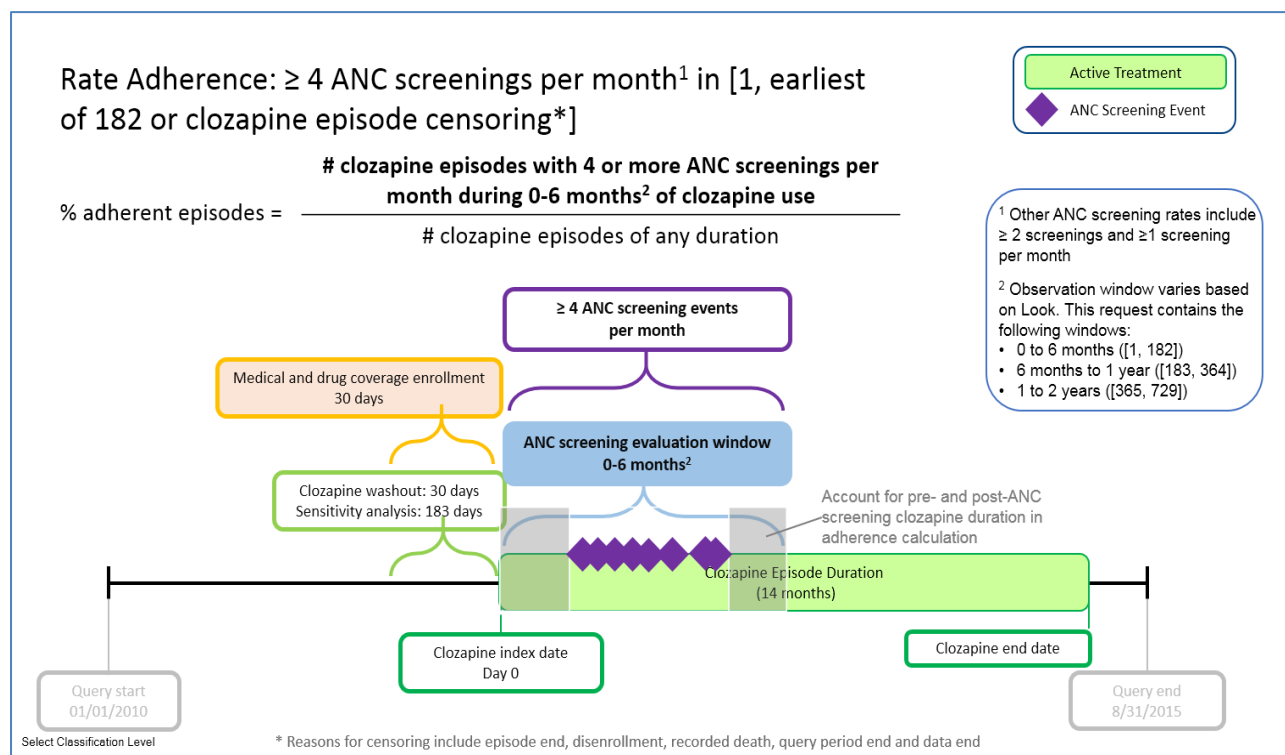 Rate Adherence: ≥ 4 ANC screenings per month¹ in [1, earliest
of 182 or clozapine episode censoring*]
Active Treatment
ANC Screening Event
% adherent episodes =
# clozapine episodes with 4 or more ANC screenings per
month during 0-6 months² of clozapine use
# clozapine episodes of any duration
¹ Other ANC screening rates include
≥ 2 screenings and ≥1 screening
per month
² Observation window varies based
on Look. This request contains the
following windows:
• 0 to 6 months ([1, 182])
• 6 months to 1 year ([183, 364])
• 1 to 2 years ([365, 729])
≥ 4 ANC screening events
per month
Medical and drug coverage enrollment
30 days
ANC screening evaluation window
0-6 months²
Clozapine washout: 30 days
Sensitivity analysis: 183 days
Account for pre- and post-ANC
screening clozapine duration in
adherence calculation
Clozapine Episode Duration
(14 months)
Clozapine index date
Day 0
Clozapine end date
Query start
01/01/2010
Query end
8/31/2015
Select Classification Level
* Reasons for censoring include episode end, disenrollment, recorded death, query period end and data end